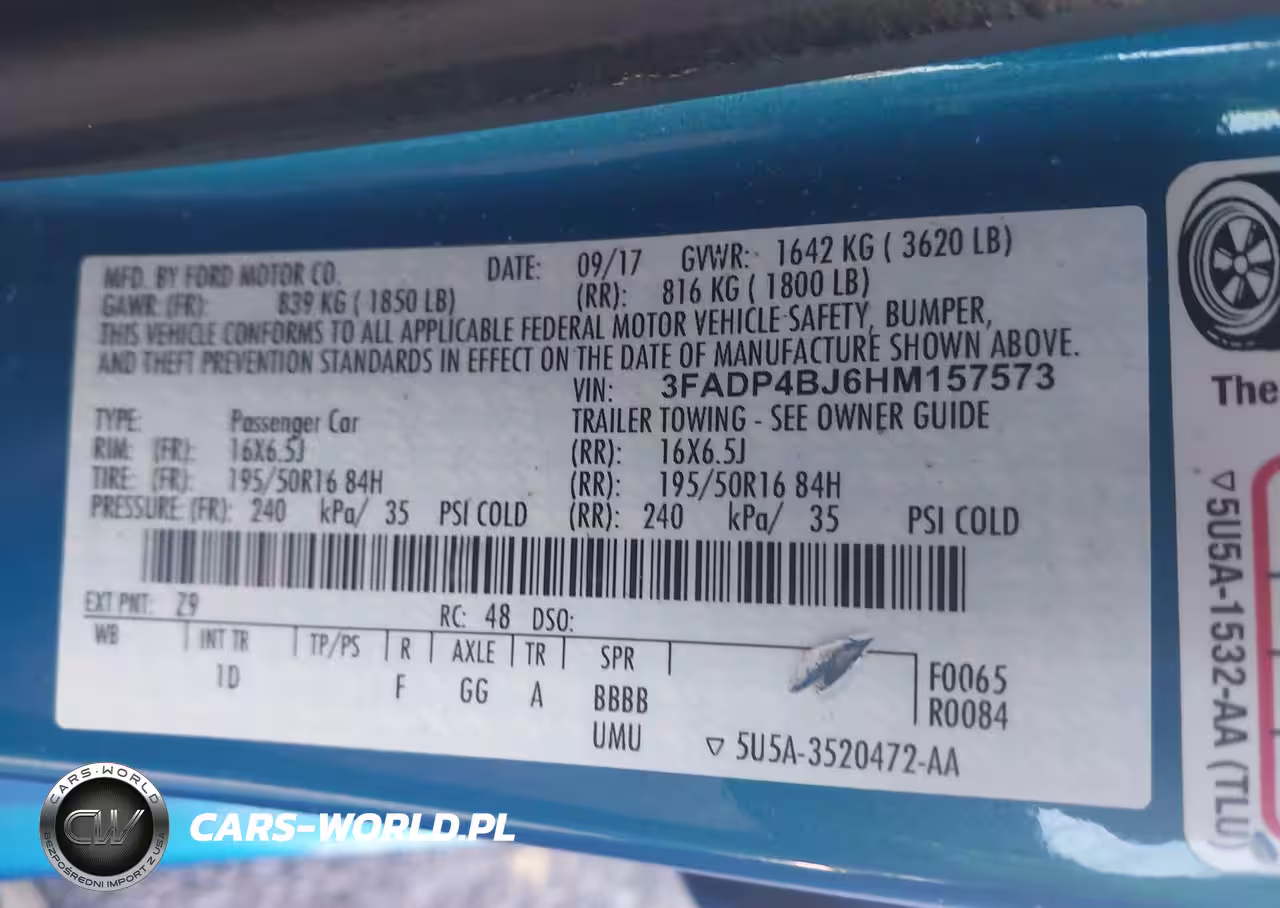 MFD. BY FORD MOTOR CO. DATE: 09/17 GVWR: 1642 KG ( 3620 LB)
GAWR: (FR): 839 KG ( 1850 LB) (RR): 816 KG ( 1800 LB)
THIS VEHICLE CONFORMS TO ALL APPLICABLE FEDERAL MOTOR VEHICLE SAFETY, BUMPER,
AND THEFT PREVENTION STANDARDS IN EFFECT ON THE DATE OF MANUFACTURE SHOWN ABOVE.
VIN: 3FADP4BJ6HM157573
TYPE: Passenger Car TRAILER TOWING - SEE OWNER GUIDE
RIM: (FR): 16X6.5J (RR): 16X6.5J
TIRE: (FR): 195/50R16 84H (RR): 195/50R16 84H
PRESSURE: (FR): 240 kPa/ 35 PSI COLD (RR): 240 kPa/ 35 PSI COLD
EXT PNT: Z9 RC: 48 DSO:
WB INT TR TP/PS R AXLE TR SPR
1D F GG A BBBB
UMU
F0065
R0084
▽ 5U5A-3520472-AA
The
▽5U5A-1532-AA (TLU)
CARS-WORLD
CW
BEZPOŚREDNI IMPORT Z USA
CARS-WORLD.PL